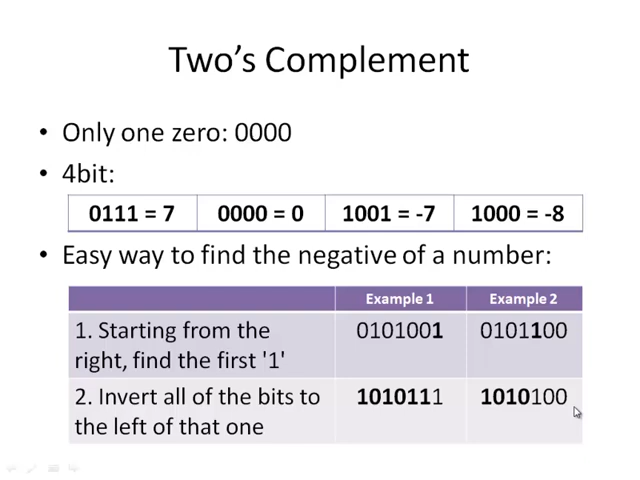 Two's Complement
• Only one zero: 0000
• 4bit:
0111 = 7 0000 = 0 1001 = -7 1000 = -8
• Easy way to find the negative of a number:
Example 1 Example 2
1. Starting from the 0101001 0101100
right, find the first '1'
2. Invert all of the bits to 1010111 1010100
the left of that one